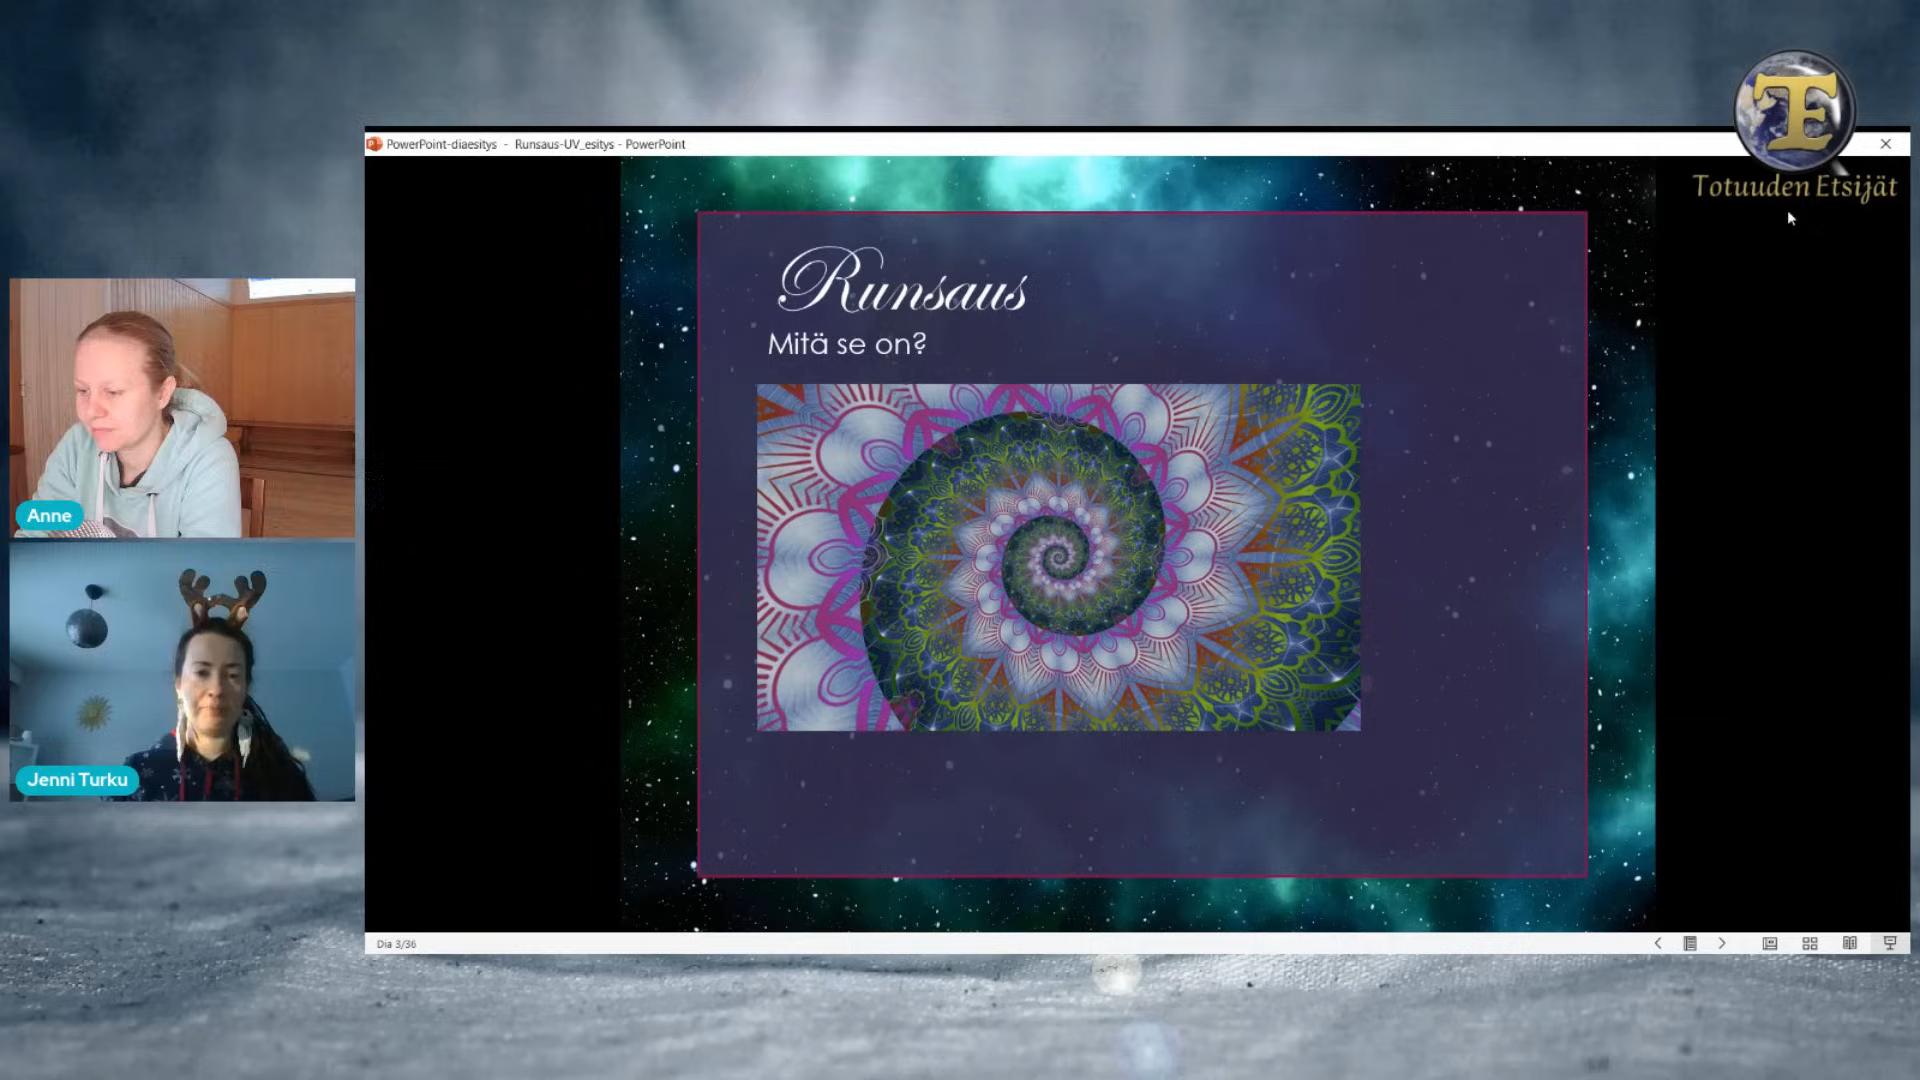 PowerPoint-diaesitys - Runsaus-UV_esitys - PowerPoint
Totuuden Etsijät
Runsaus
Mitä se on?
Anne
Jenni Turku
Dia 3/36